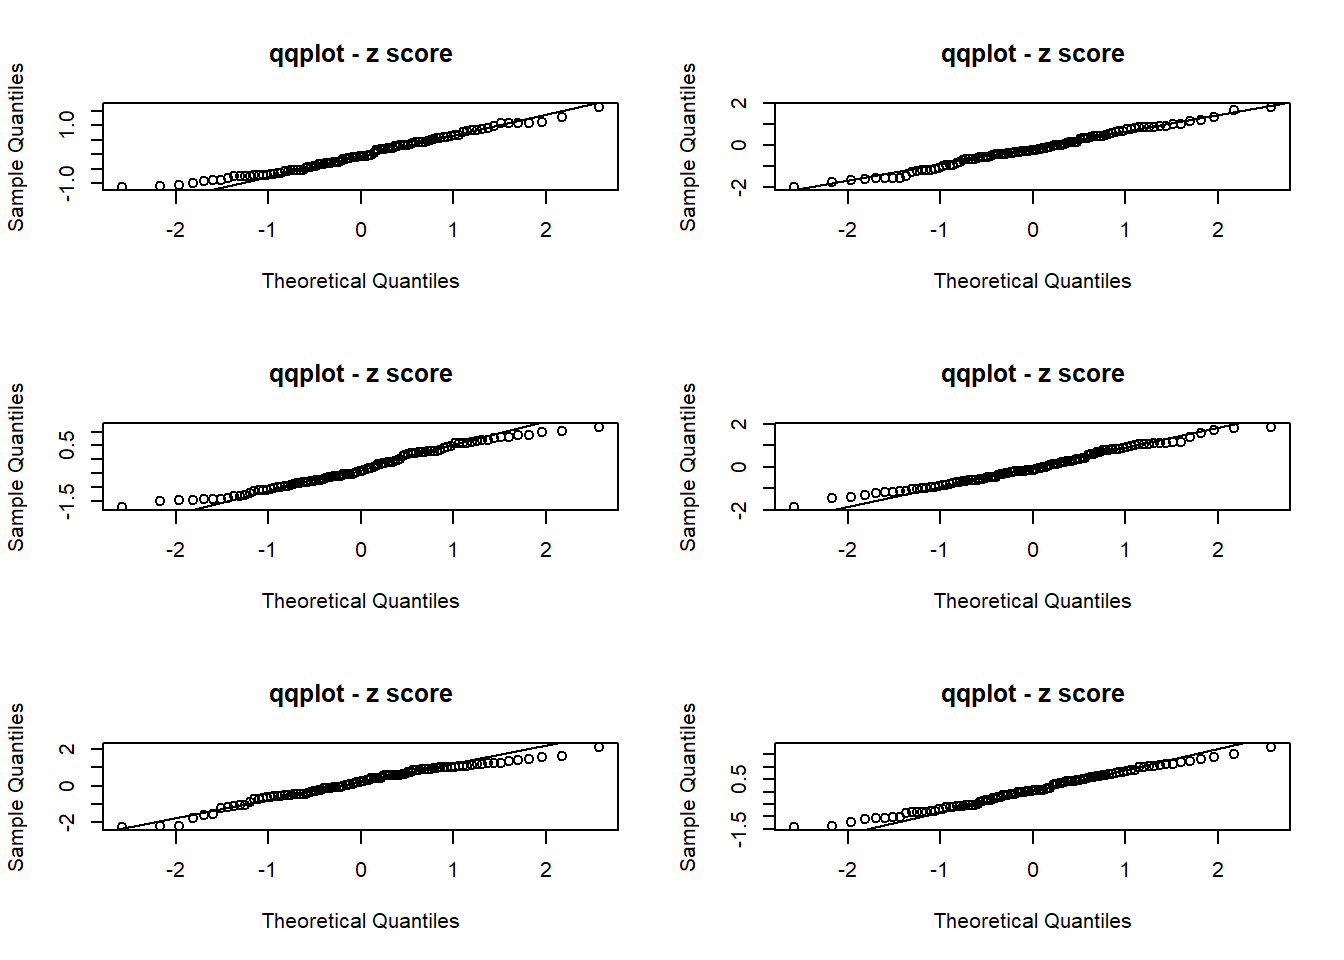 qqplot - z score
Sample Quantiles
1.0
-1.0
-2 -1 0 1 2
Theoretical Quantiles
qqplot - z score
Sample Quantiles
2
0
-2
-2 -1 0 1 2
Theoretical Quantiles
qqplot - z score
Sample Quantiles
0.5
-1.5
-2 -1 0 1 2
Theoretical Quantiles
qqplot - z score
Sample Quantiles
2
0
-2
-2 -1 0 1 2
Theoretical Quantiles
qqplot - z score
Sample Quantiles
2
0
-2
-2 -1 0 1 2
Theoretical Quantiles
qqplot - z score
Sample Quantiles
0.5
-1.5
-2 -1 0 1 2
Theoretical Quantiles